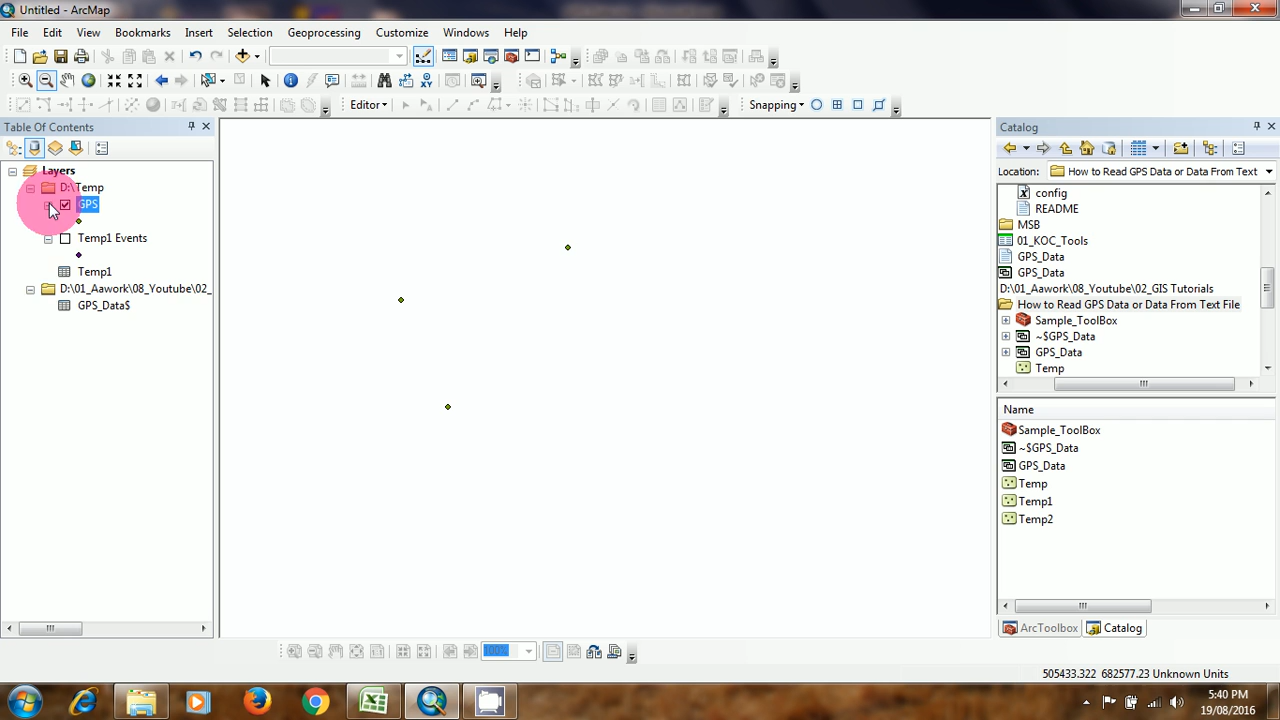 Untitled - ArcMap
File Edit View Bookmarks Insert Selection Geoprocessing Customize Windows Help
Editor Snapping
Table Of Contents
Layers
D:\Temp
GPS
Temp1 Events
Temp1
D:\01_Aawork\08_Youtube\02_
GPS_Data$
Catalog
Location: How to Read GPS Data or Data From Text
config
README
MSB
01_KOC_Tools
GPS_Data
GPS_Data
D:\01_Aawork\08_Youtube\02_GIS Tutorials
How to Read GPS Data or Data From Text File
Sample_ToolBox
~$GPS_Data
GPS_Data
Temp
Name
Sample_ToolBox
~$GPS_Data
GPS_Data
Temp
Temp1
Temp2
ArcToolbox Catalog
100%
505433.322 682577.23 Unknown Units
5:40 PM
19/08/2016